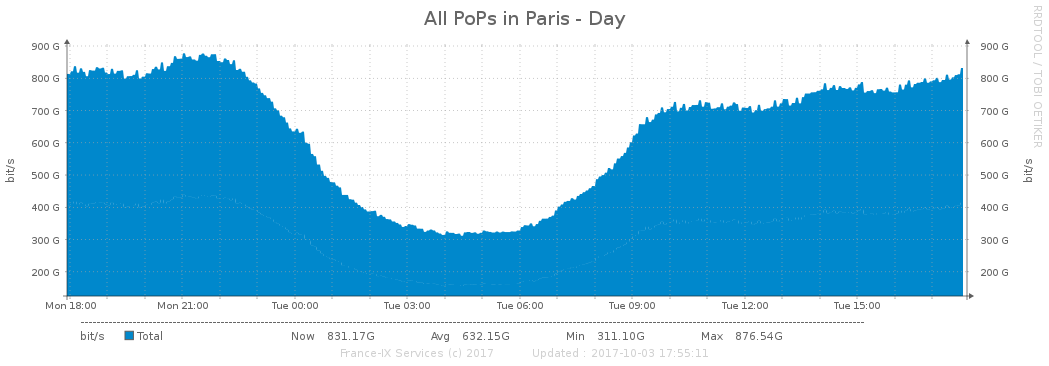 All PoPs in Paris - Day
RRDTOOL / TOBI OETIKER
900 G 900 G
800 G 800 G
700 G 700 G
600 G 600 G
500 G 500 G
400 G 400 G
300 G 300 G
200 G 200 G
bit/s bit/s
Mon 18:00 Mon 21:00 Tue 00:00 Tue 03:00 Tue 06:00 Tue 09:00 Tue 12:00 Tue 15:00
bit/s Total Now 831.17G Avg 632.15G Min 311.10G Max 876.54G
France-IX Services (c) 2017 Updated : 2017-10-03 17:55:11